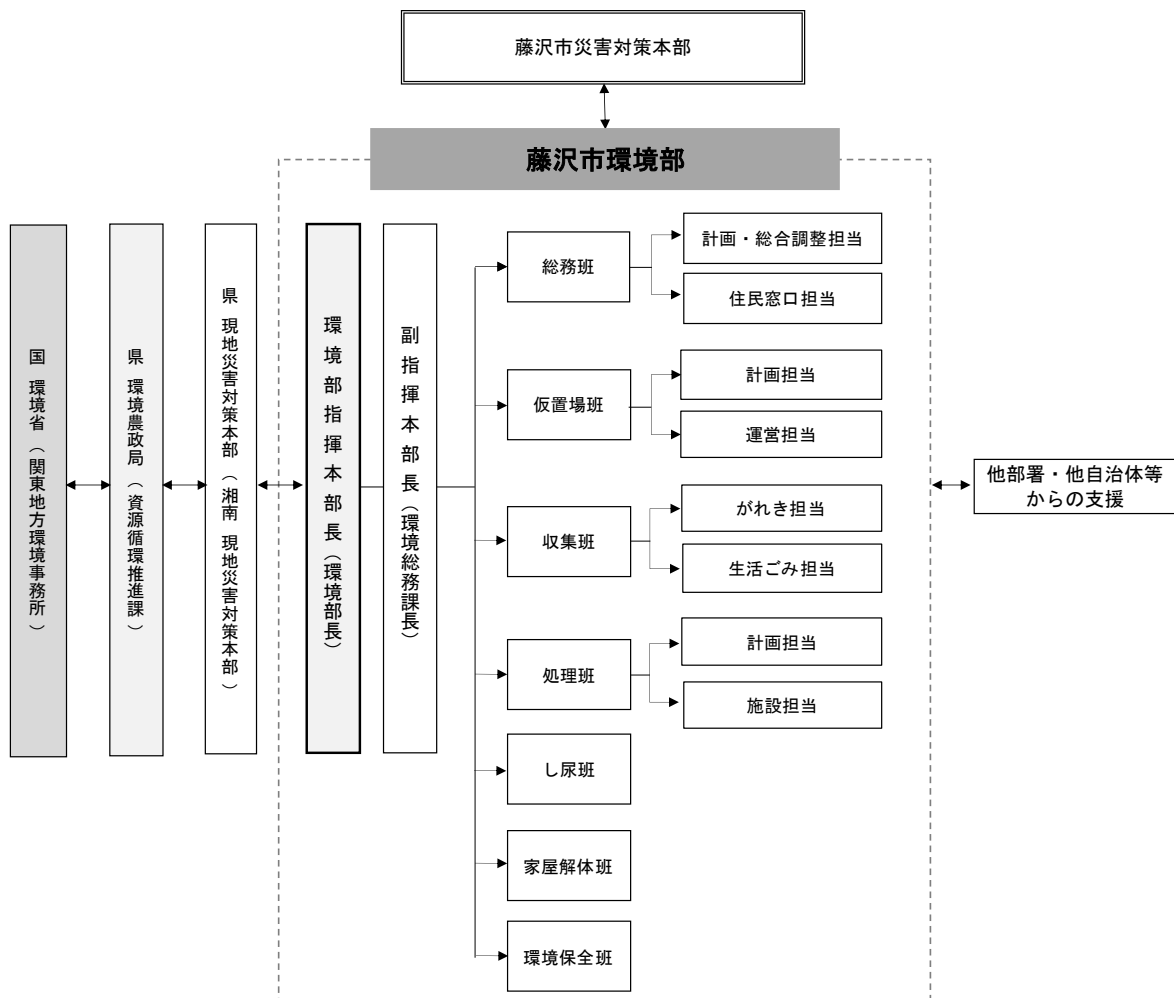 藤沢市災害対策本部
藤沢市環境部
国 環境省（関東地方環境事務所）
県 環境農政局（資源循環推進課）
県 現地災害対策本部（湘南 現地災害対策本部）
環境部指揮本部長（環境部長）
副指揮本部長（環境総務課長）
総務班
計画・総合調整担当
住民窓口担当
仮置場班
計画担当
運営担当
収集班
がれき担当
生活ごみ担当
処理班
計画担当
施設担当
し尿班
家屋解体班
環境保全班
他部署・他自治体等
からの支援